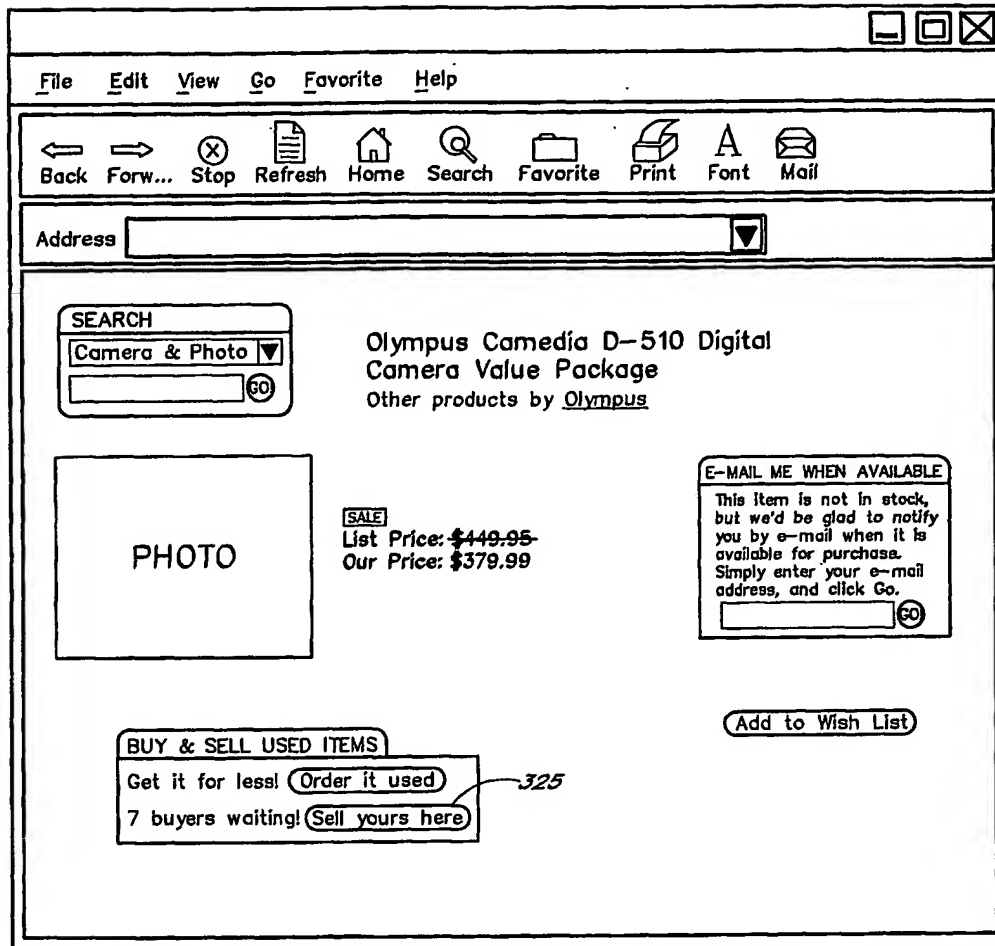 File Edit View Go Favorite Help
Back Forw... Stop Refresh Home Search Favorite Print Font Mail
Address
SEARCH
Camera & Photo
GO
Olympus Camedia D-510 Digital
Camera Value Package
Other products by Olympus
PHOTO
SALE
List Price: $449.95
Our Price: $379.99
E-MAIL ME WHEN AVAILABLE
This item is not in stock,
but we'd be glad to notify
you by e-mail when it is
available for purchase.
Simply enter your e-mail
address, and click Go.
GO
Add to Wish List
BUY & SELL USED ITEMS
Get it for less! Order it used
325
7 buyers waiting! Sell yours here